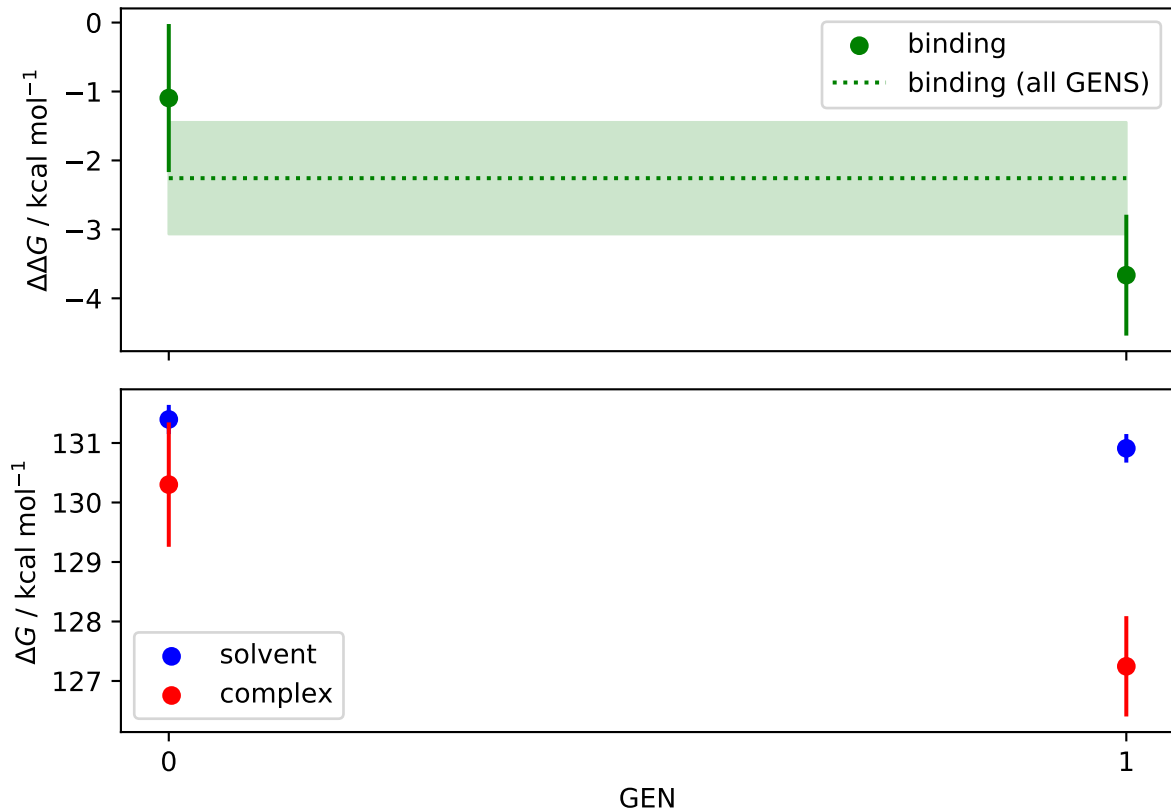 0
−1
−2
−3
−4
ΔΔG / kcal mol⁻¹
binding
binding (all GENS)
131
130
129
128
127
ΔG / kcal mol⁻¹
solvent
complex
0
1
GEN